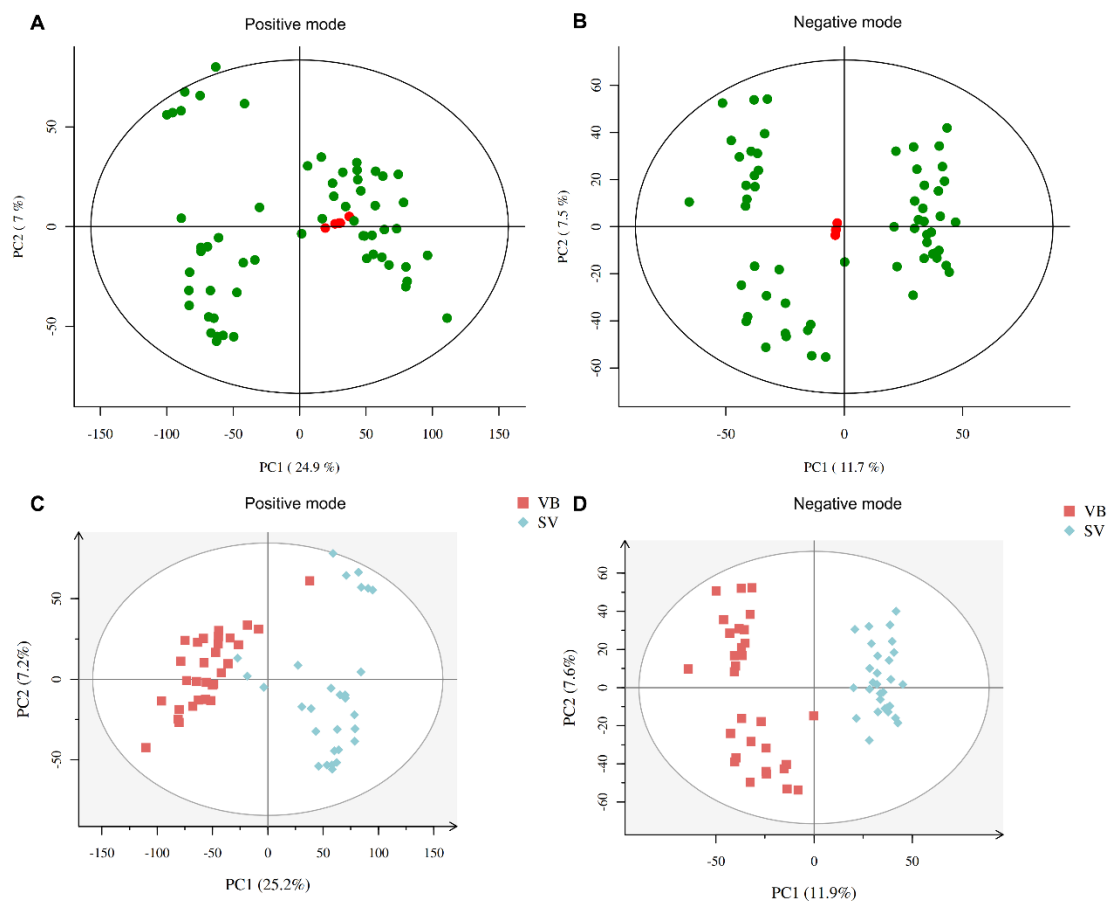 A
Positive mode
B
Negative mode
PC2 ( 7 %)
50
0
-50
-150
-100
-50
0
50
100
150
PC1 ( 24.9 %)
PC2 ( 7.5 %)
60
40
20
0
-20
-40
-60
-50
0
50
PC1 ( 11.7 %)
C
Positive mode
VB
SV
PC2 (7.2%)
50
0
-50
-150
-100
-50
0
50
100
150
PC1 (25.2%)
D
Negative mode
VB
SV
PC2 (7.6%)
60
40
20
0
-20
-40
-60
-50
0
50
PC1 (11.9%)